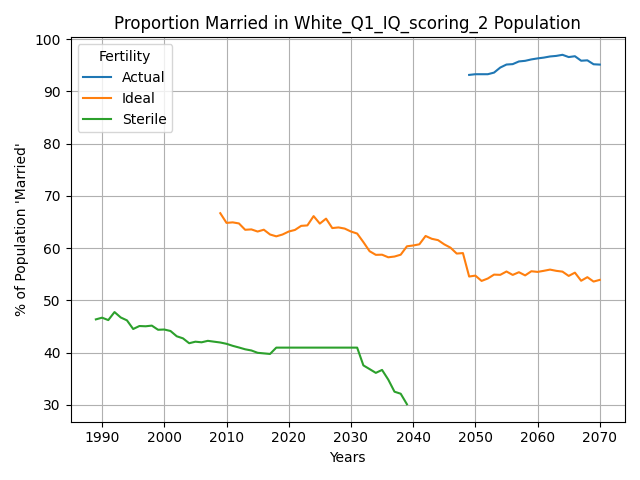 Proportion Married in White_Q1_IQ_scoring_2 Population
% of Population 'Married'
100
90
80
70
60
50
40
30
Fertility
Actual
Ideal
Sterile
1990 2000 2010 2020 2030 2040 2050 2060 2070
Years